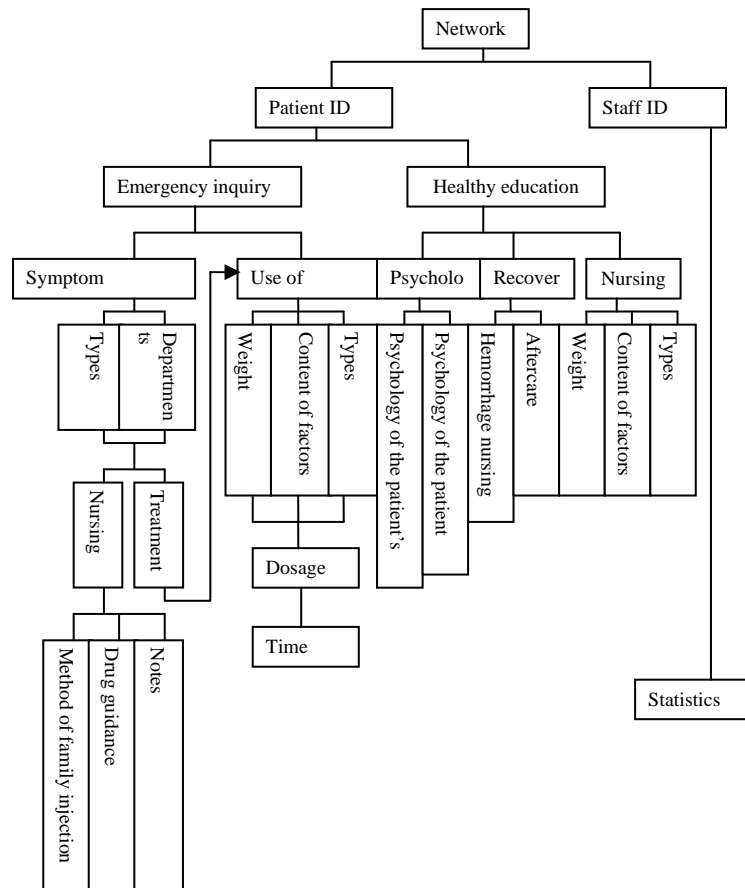 Network
Patient ID
Staff ID
Emergency inquiry
Healthy education
Symptom
Use of
Psycholo
Recover
Nursing
Types
Departmen
ts
Weight
Content of factors
Types
Psychology of the patient's
Psychology of the patient
Hemorrhage nursing
Aftercare
Weight
Content of factors
Types
Nursing
Treatment
Dosage
Time
Method of family injection
Drug guidance
Notes
Statistics